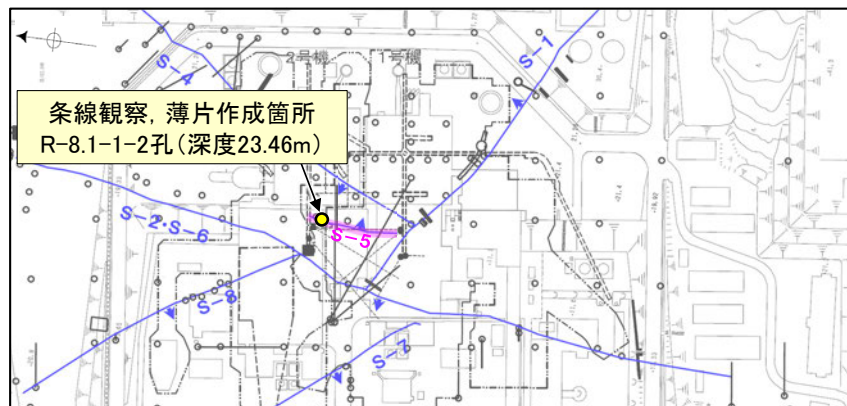 S-1
2号機
1号機
S-4
条線観察，薄片作成箇所
R-8.1-1-2孔（深度23.46m）
S-2・S-6
S-5
S-8
S-7